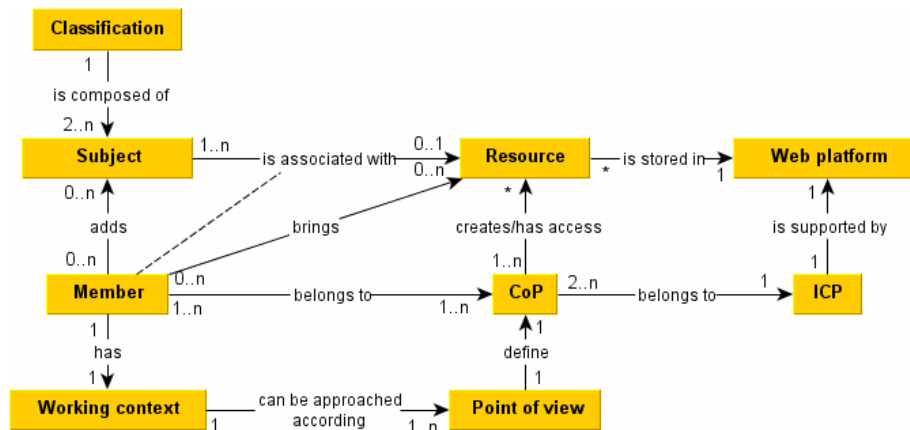 Classification
1
is composed of
2..n
Subject
1..n
is associated with
0..1
Resource
*
is stored in
1
Web platform
0..n
0..n
*
1
adds
brings
creates/has access
is supported by
0..n
0..n
1..n
1
Member
1..n
belongs to
1..n
CoP
2..n
belongs to
1
ICP
1
1
has
define
1
1
Working context
1
can be approached
according
1..n
Point of view